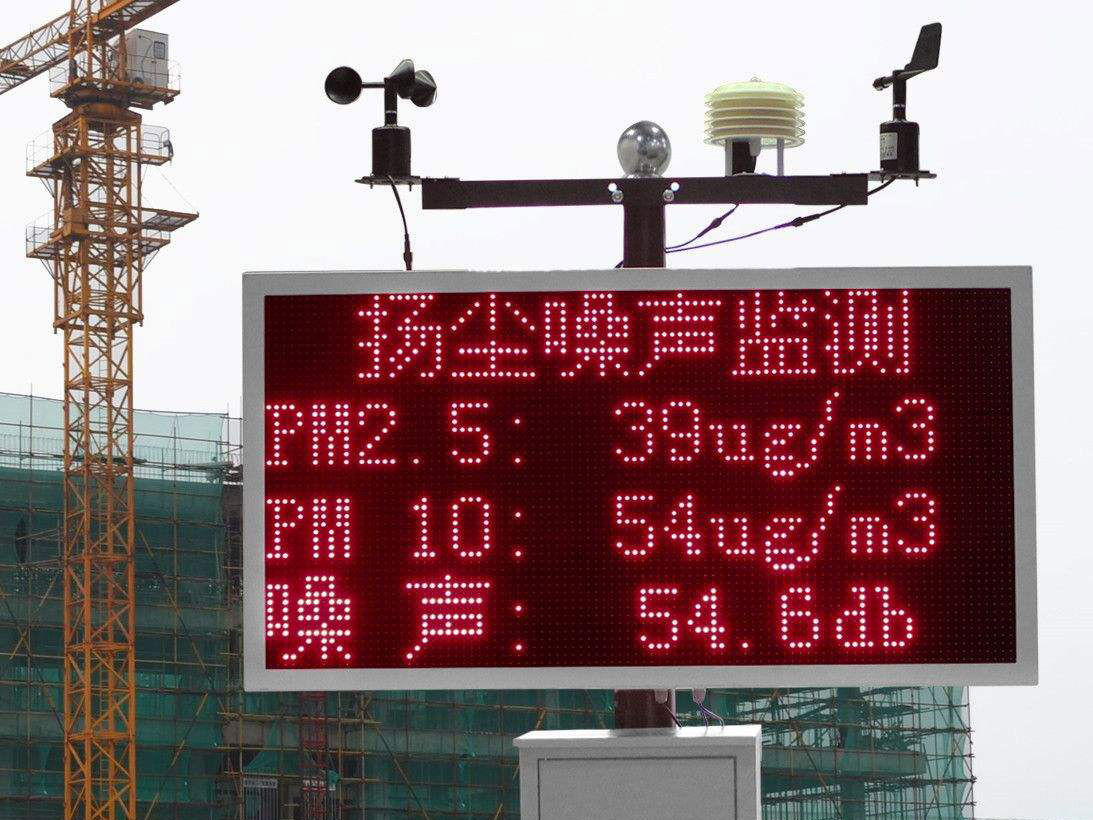 扬尘噪声监测
PM2.5: 39ug/m3
PM 10: 54ug/m3
噪 声: 54.6db